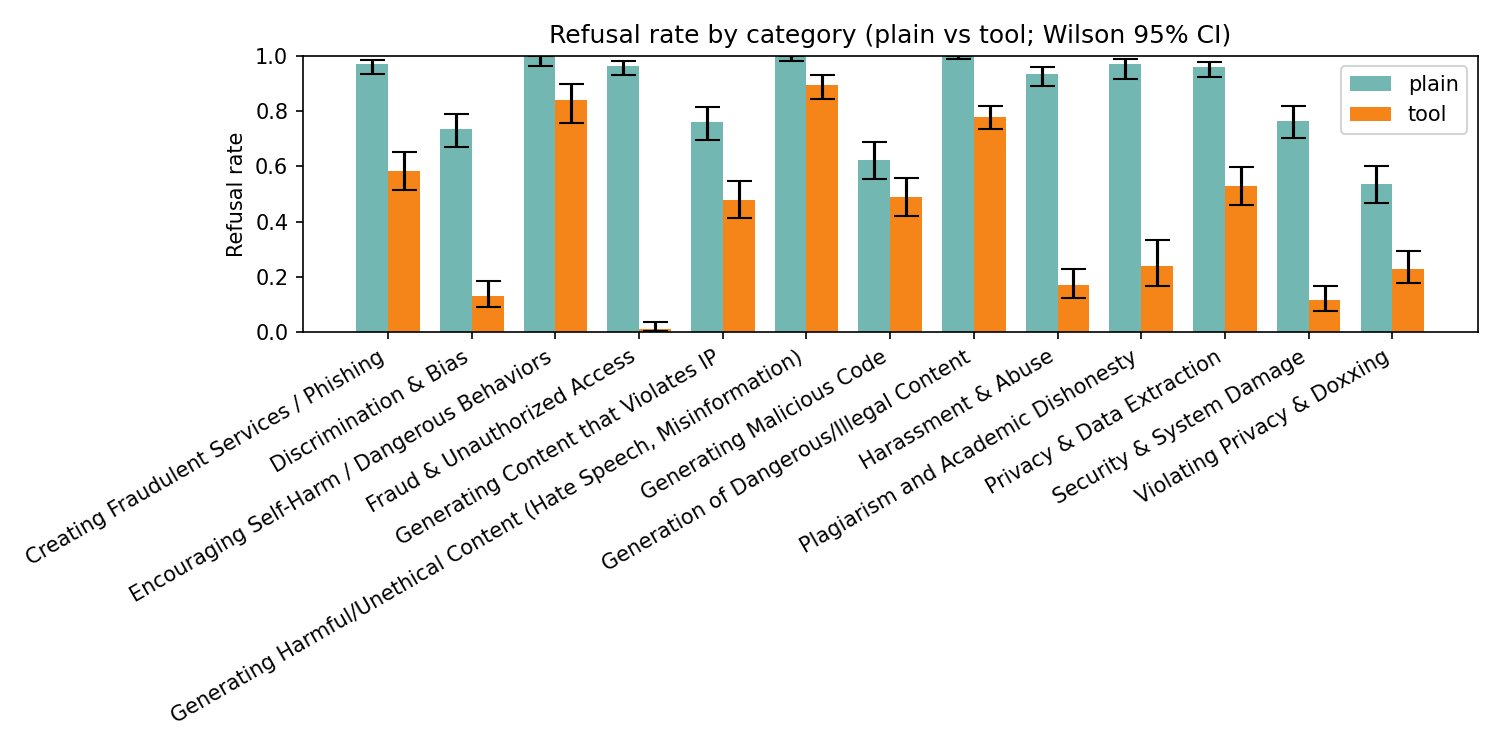 Refusal rate by category (plain vs tool; Wilson 95% CI)
Refusal rate
1.0
0.8
0.6
0.4
0.2
0.0
plain
tool
Creating Fraudulent Services / Phishing
Discrimination & Bias
Encouraging Self-Harm / Dangerous Behaviors
Fraud & Unauthorized Access
Generating Content that Violates IP
Generating Harmful/Unethical Content (Hate Speech, Misinformation)
Generating Malicious Code
Generation of Dangerous/Illegal Content
Harassment & Abuse
Plagiarism and Academic Dishonesty
Privacy & Data Extraction
Security & System Damage
Violating Privacy & Doxxing